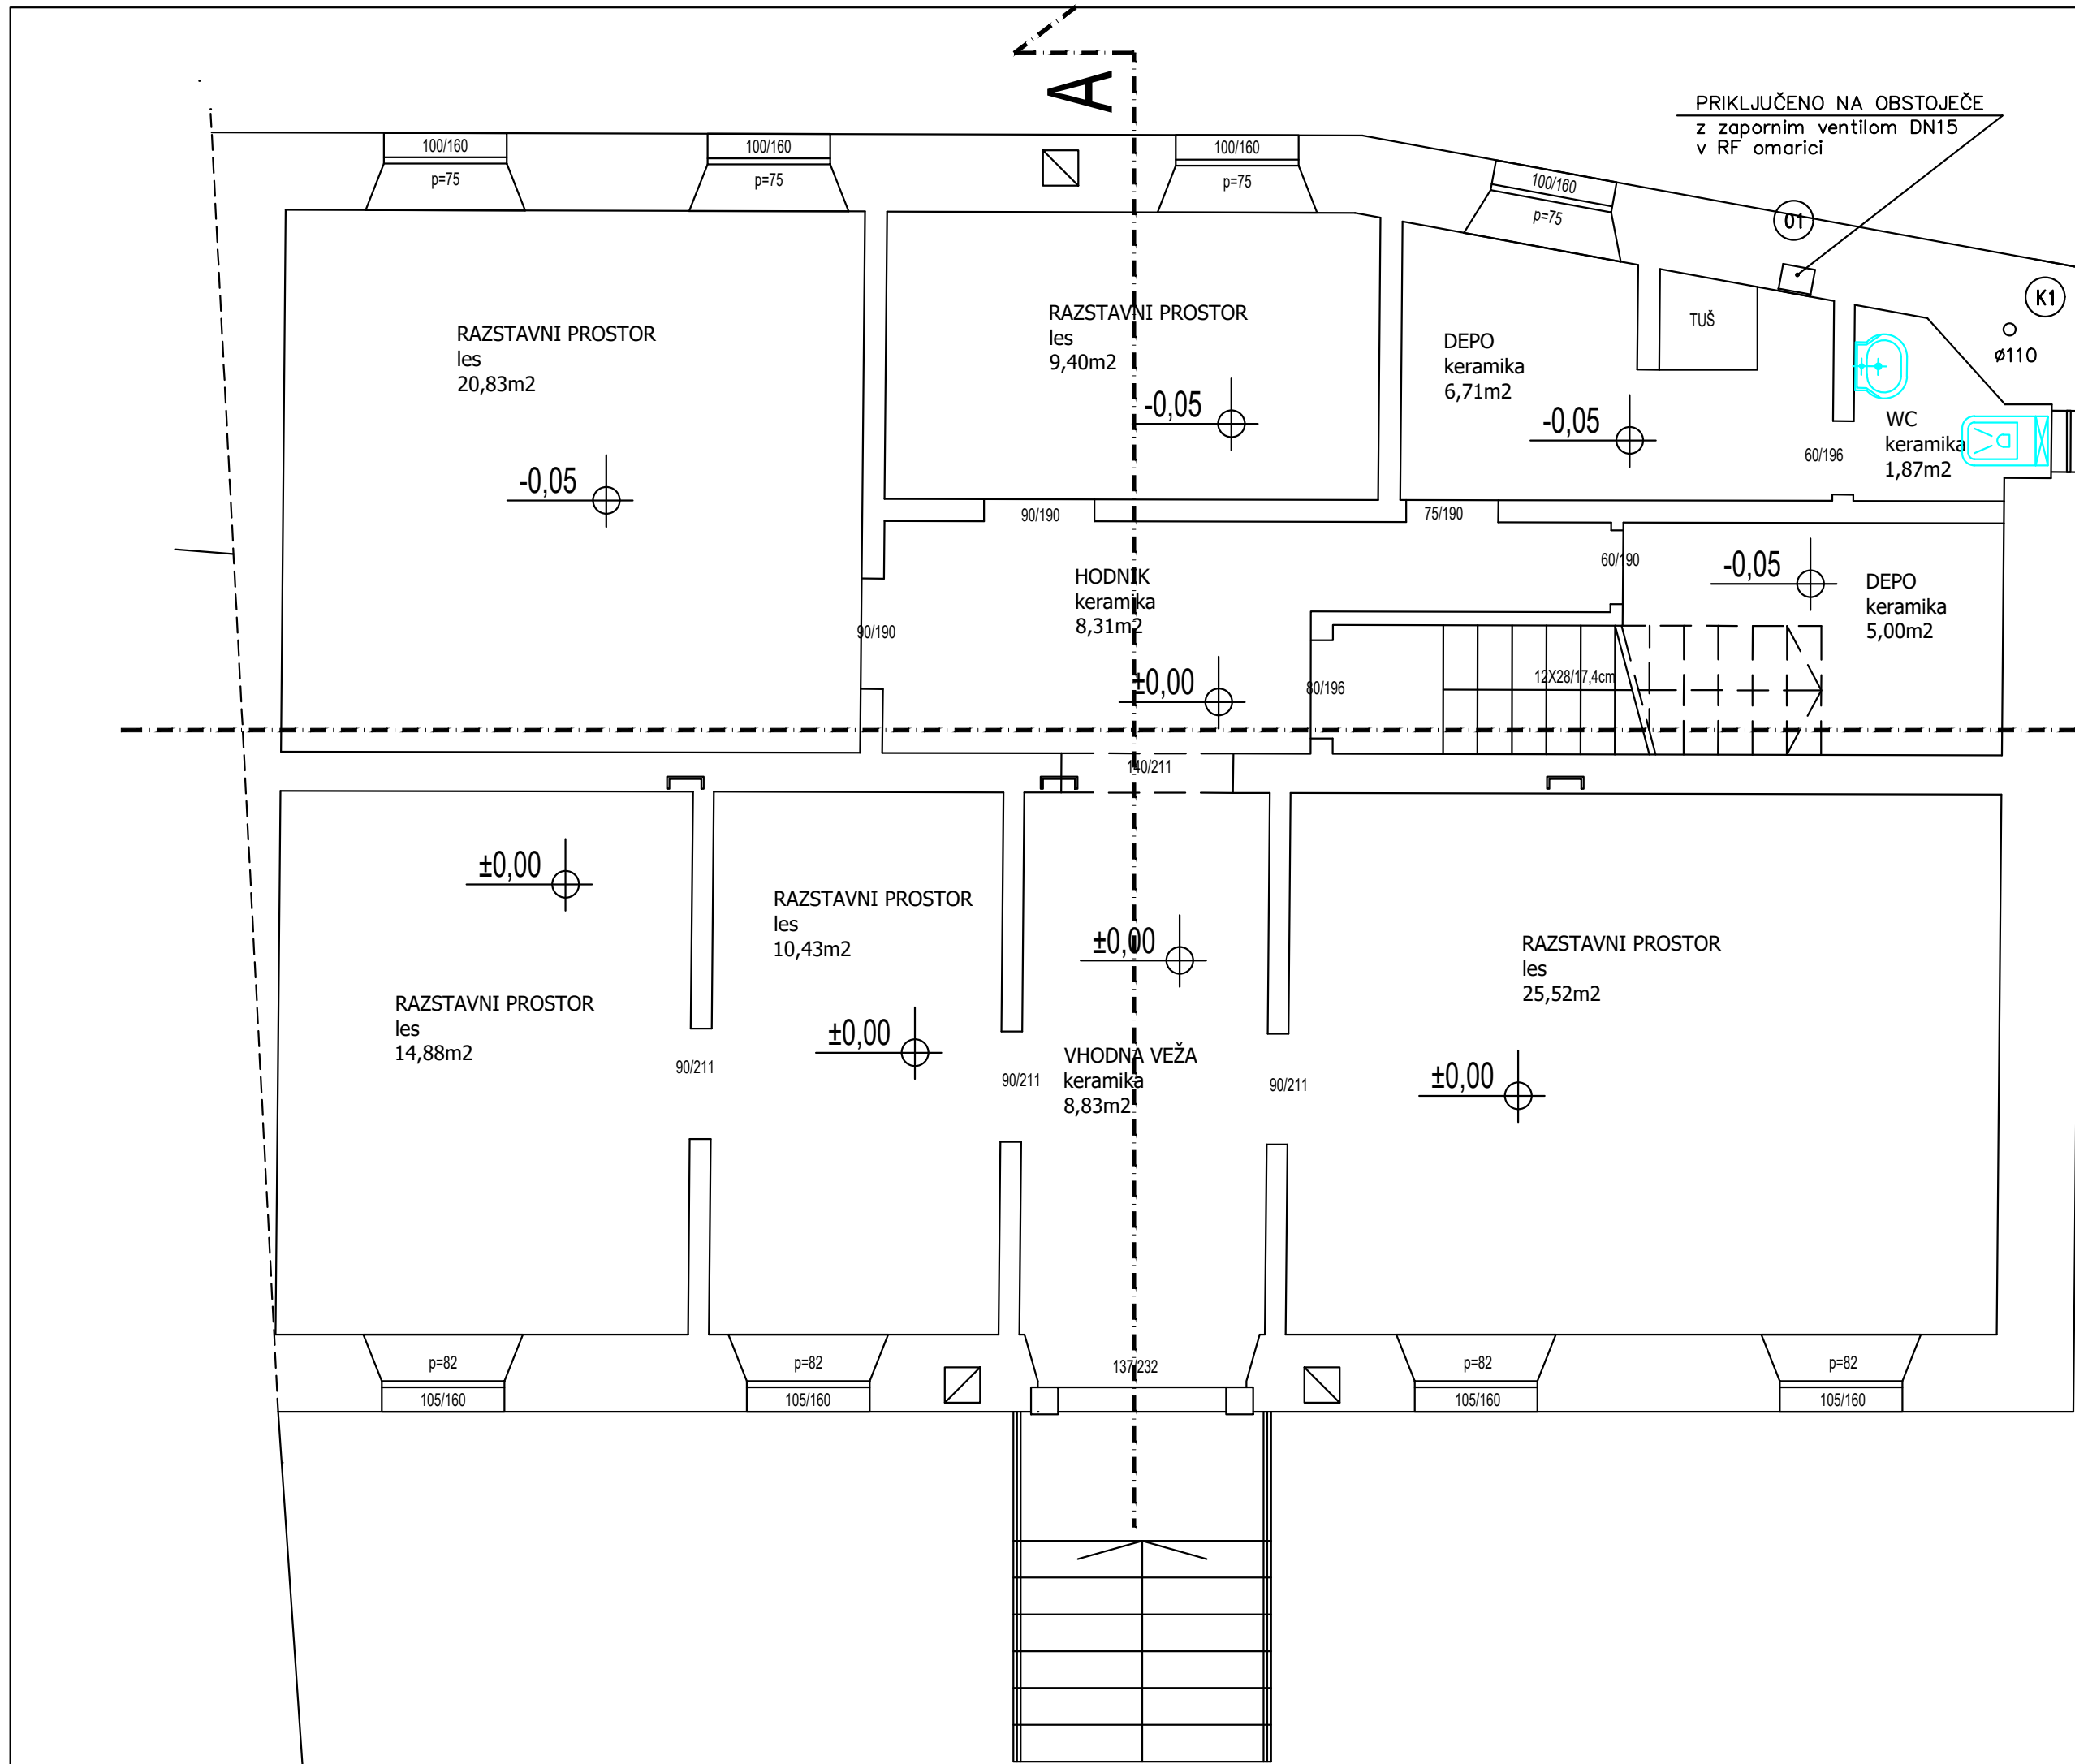 A
PRIKLJUČENO NA OBSTOJEČE
z zapornim ventilom DN15
v RF omarici
100/160
p=75
100/160
p=75
100/160
p=75
100/160
p=75
01
K1
ø110
RAZSTAVNI PROSTOR
les
20,83m2
-0,05
RAZSTAVNI PROSTOR
les
9,40m2
-0,05
DEPO
keramika
6,71m2
-0,05
TUŠ
WC
keramika
1,87m2
60/196
90/190
75/190
60/190
HODNIK
keramika
8,31m2
±0,00
90/190
80/196
12X28/17,4cm
-0,05
DEPO
keramika
5,00m2
140/211
±0,00
RAZSTAVNI PROSTOR
les
14,88m2
90/211
RAZSTAVNI PROSTOR
les
10,43m2
±0,00
90/211
±0,00
VHODNA VEŽA
keramika
8,83m2
90/211
RAZSTAVNI PROSTOR
les
25,52m2
±0,00
p=82
105/160
p=82
105/160
137/232
p=82
105/160
p=82
105/160